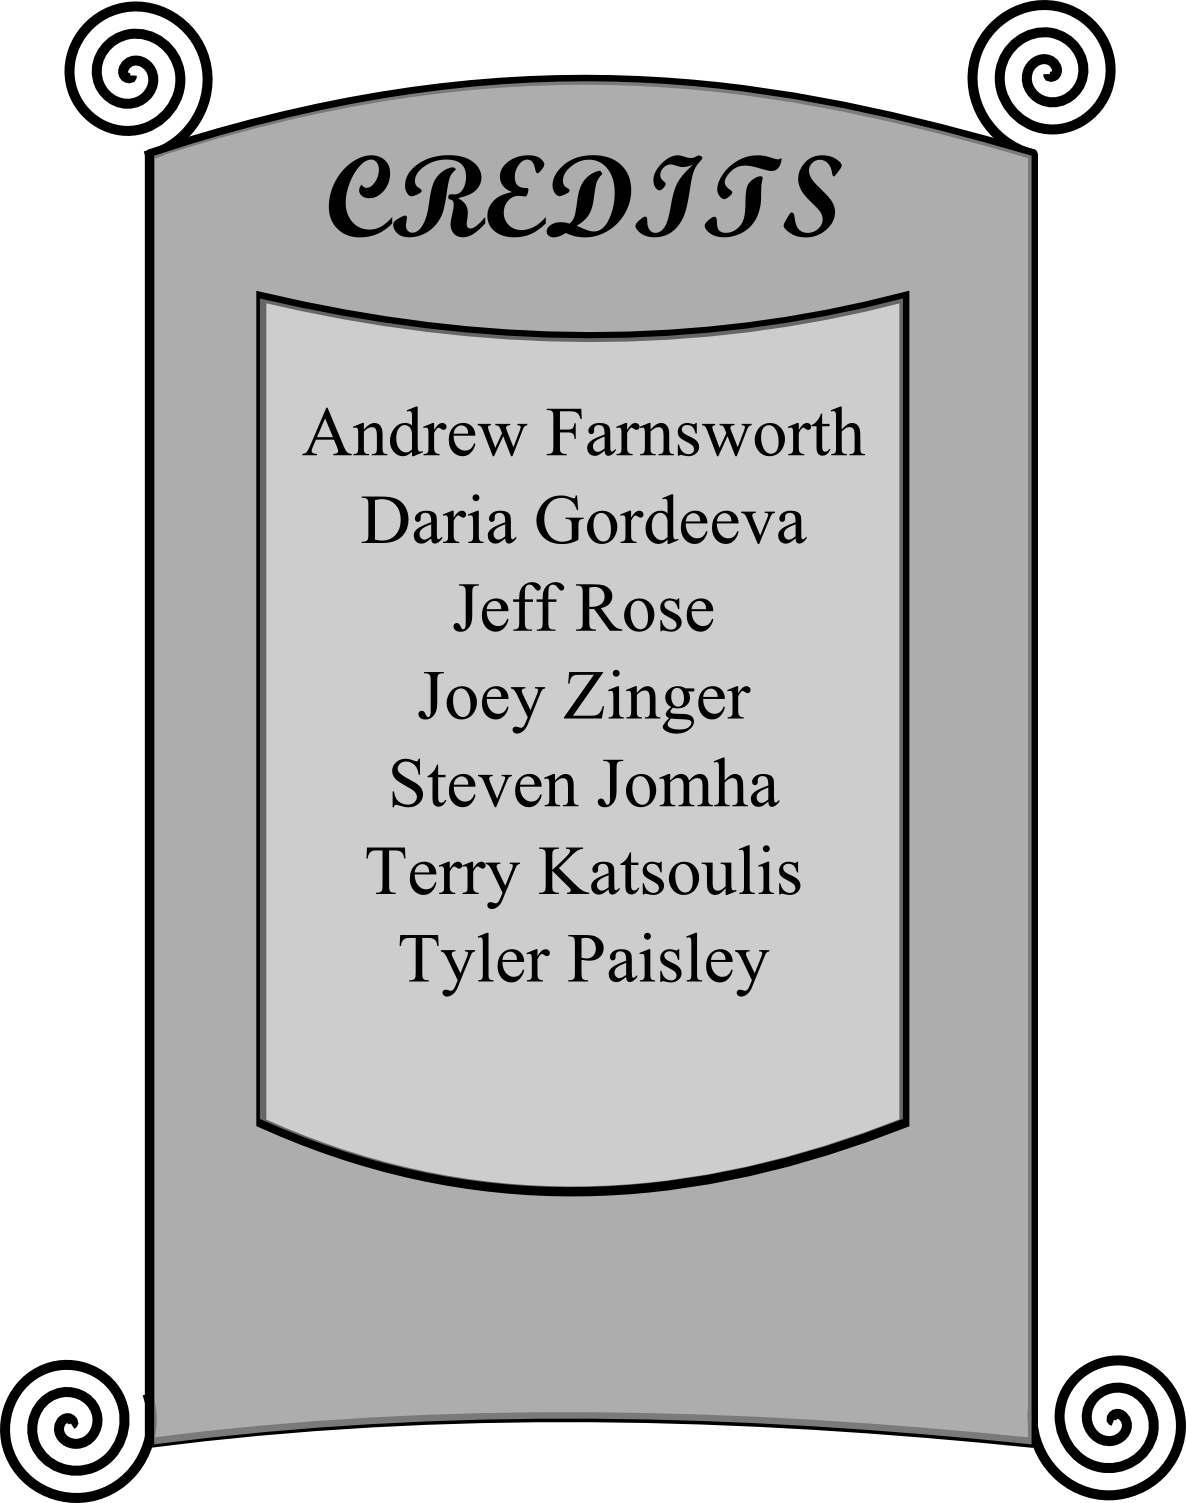 CREDITS
Andrew Farnsworth
Daria Gordeeva
Jeff Rose
Joey Zinger
Steven Jomha
Terry Katsoulis
Tyler Paisley